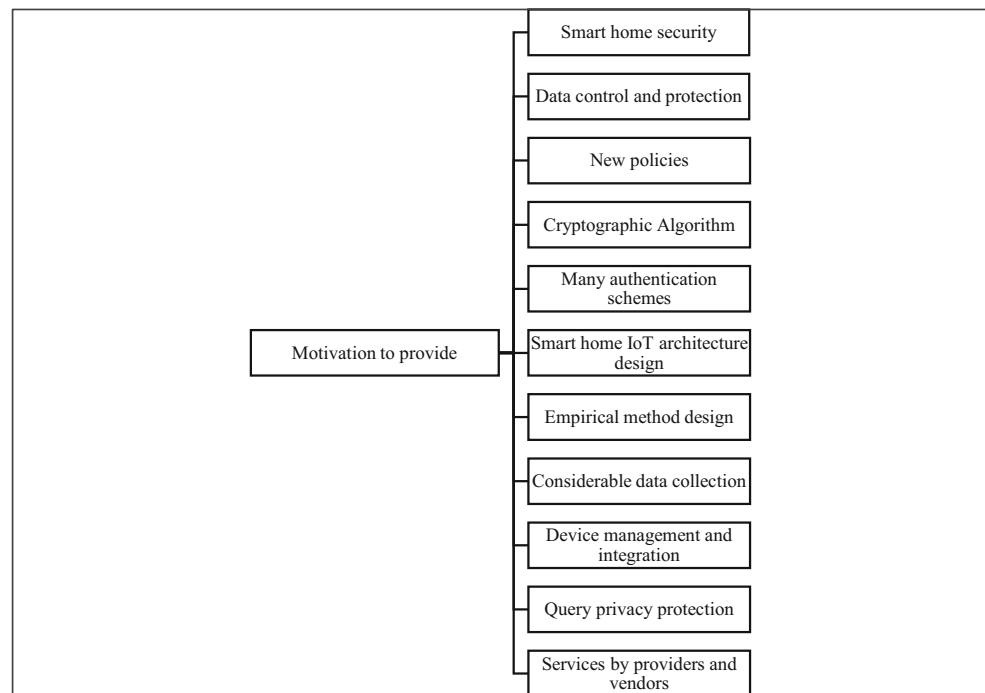 Smart home security
Data control and protection
New policies
Cryptographic Algorithm
Many authentication
schemes
Motivation to provide
Smart home IoT architecture
design
Empirical method design
Considerable data collection
Device management and
integration
Query privacy protection
Services by providers and
vendors